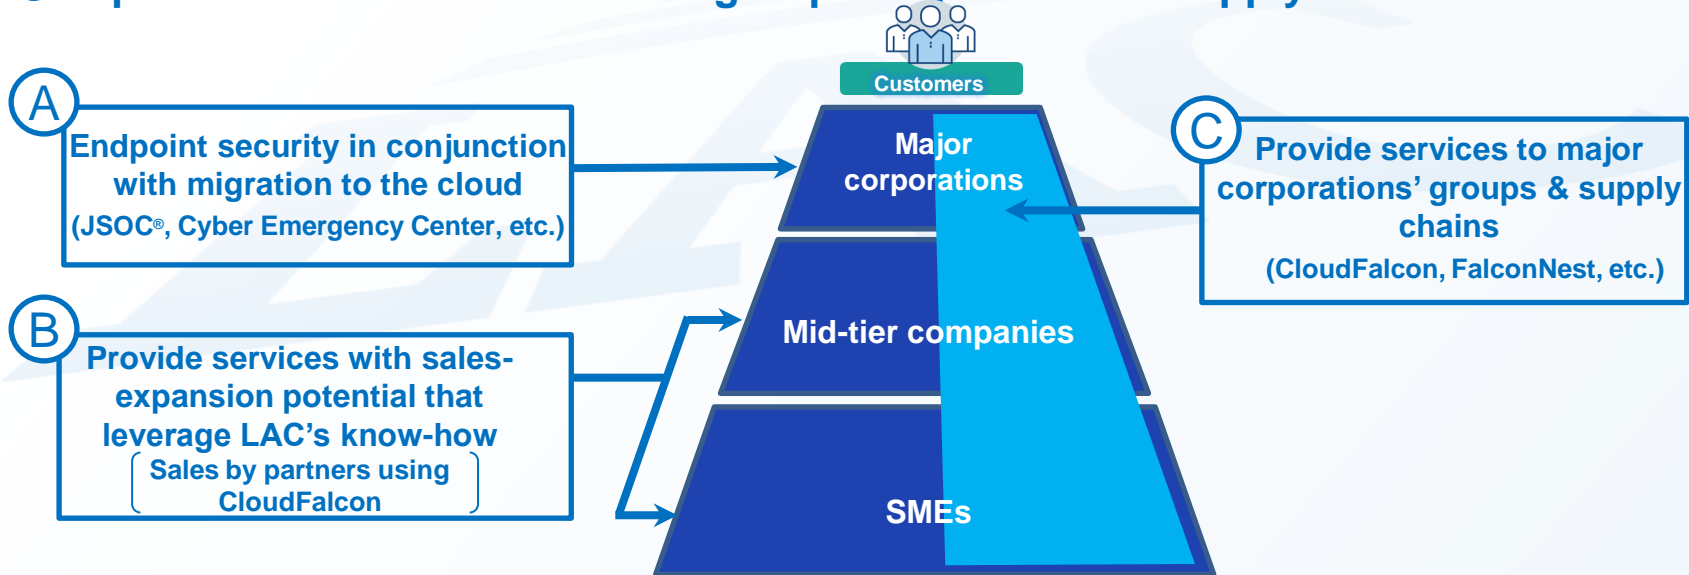 Customers
A
Endpoint security in conjunction
with migration to the cloud
(JSOC®, Cyber Emergency Center, etc.)
B
Provide services with sales-
expansion potential that
leverage LAC’s know-how
Sales by partners using
CloudFalcon
Major
corporations
Mid-tier companies
SMEs
C
Provide services to major
corporations’ groups & supply
chains
(CloudFalcon, FalconNest, etc.)